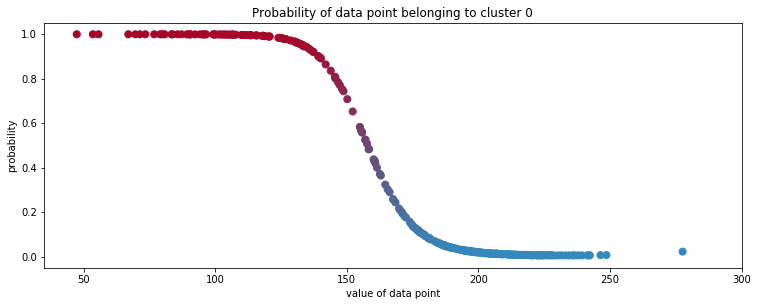 Probability of data point belonging to cluster 0
1.0
0.8
0.6
0.4
0.2
0.0
probability
50 100 150 200 250 300
value of data point